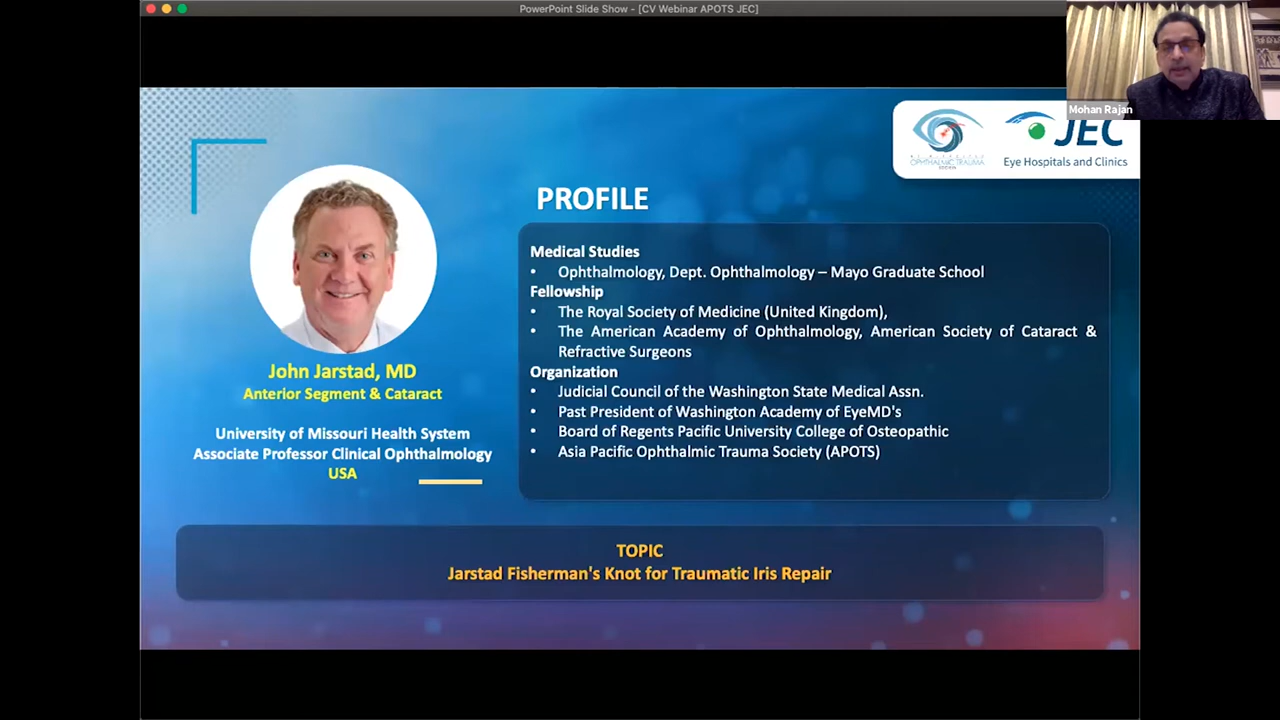 PowerPoint Slide Show - [CV Webinar APOTS JEC]
Mohan Rajan
OPHTHALMIC TRAUMA
SOCIETY
JEC
Eye Hospitals and Clinics
PROFILE
Medical Studies
• Ophthalmology, Dept. Ophthalmology – Mayo Graduate School
Fellowship
• The Royal Society of Medicine (United Kingdom),
• The American Academy of Ophthalmology, American Society of Cataract &
Refractive Surgeons
Organization
• Judicial Council of the Washington State Medical Assn.
• Past President of Washington Academy of EyeMD's
• Board of Regents Pacific University College of Osteopathic
• Asia Pacific Ophthalmic Trauma Society (APOTS)
John Jarstad, MD
Anterior Segment & Cataract
University of Missouri Health System
Associate Professor Clinical Ophthalmology
USA
TOPIC
Jarstad Fisherman's Knot for Traumatic Iris Repair